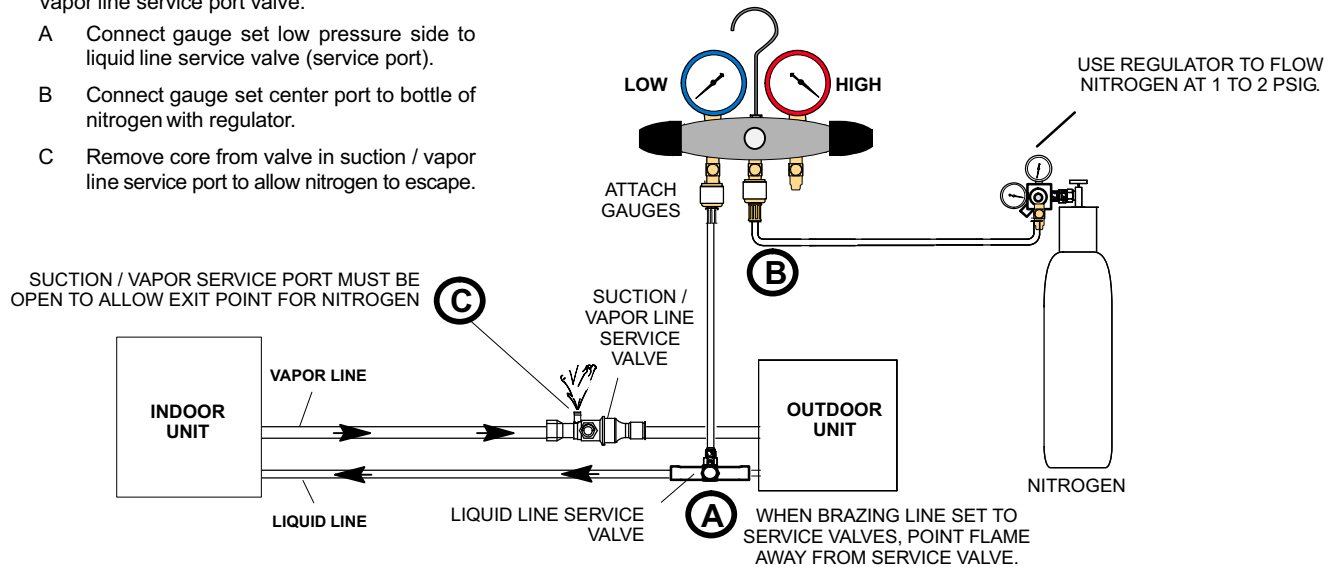 vapor line service port valve.
A Connect gauge set low pressure side to
liquid line service valve (service port).
B Connect gauge set center port to bottle of
nitrogen with regulator.
C Remove core from valve in suction / vapor
line service port to allow nitrogen to escape.
LOW
HIGH
USE REGULATOR TO FLOW
NITROGEN AT 1 TO 2 PSIG.
ATTACH
GAUGES
B
SUCTION / VAPOR SERVICE PORT MUST BE
OPEN TO ALLOW EXIT POINT FOR NITROGEN
C
SUCTION /
VAPOR LINE
SERVICE
VALVE
VAPOR LINE
INDOOR
UNIT
OUTDOOR
UNIT
NITROGEN
LIQUID LINE
LIQUID LINE SERVICE
VALVE
A
WHEN BRAZING LINE SET TO
SERVICE VALVES, POINT FLAME
AWAY FROM SERVICE VALVE.